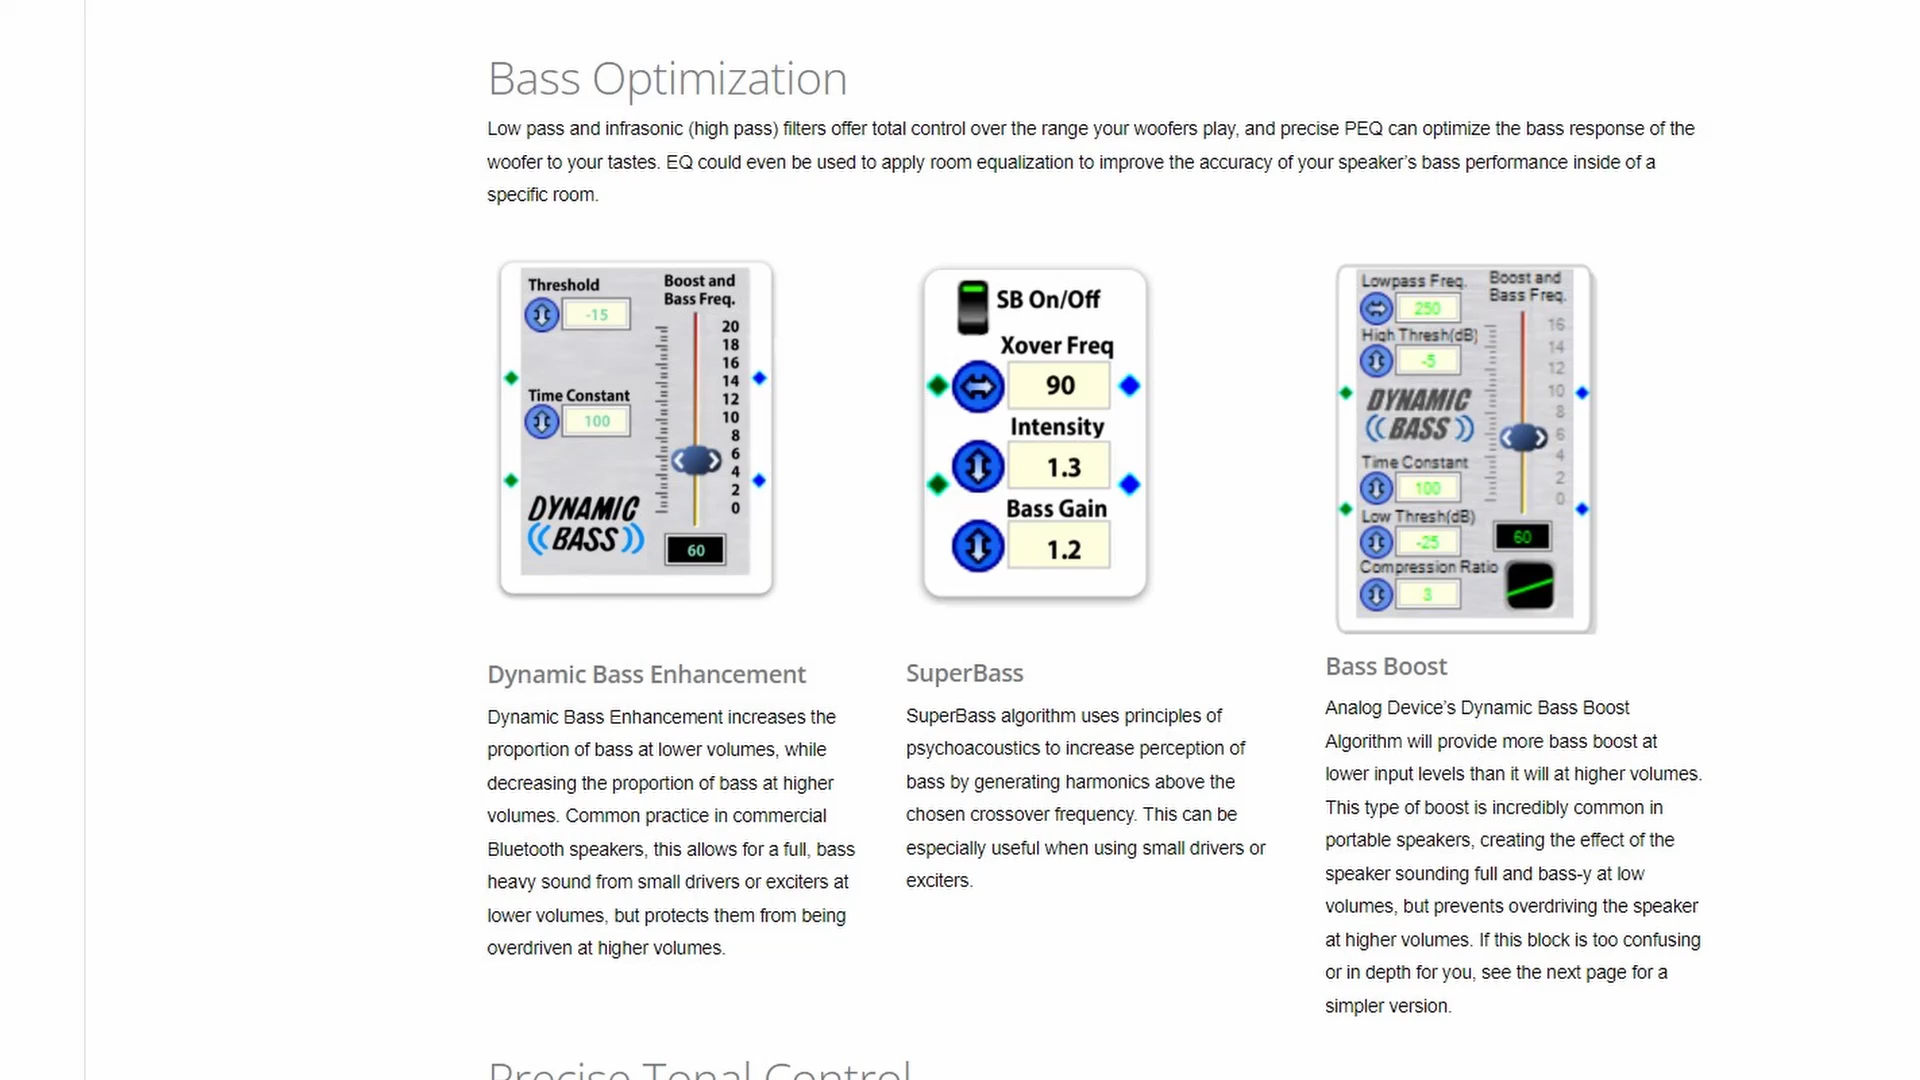 Bass Optimization
Low pass and infrasonic (high pass) filters offer total control over the range your woofers play, and precise PEQ can optimize the bass response of the
woofer to your tastes. EQ could even be used to apply room equalization to improve the accuracy of your speaker’s bass performance inside of a
specific room.
Threshold
-15
Time Constant
100
DYNAMIC
BASS
Boost and
Bass Freq.
20
18
16
14
12
10
8
6
4
2
0
60
SB On/Off
Xover Freq
90
Intensity
1.3
Bass Gain
1.2
Lowpass Freq.
250
High Thresh(dB)
-5
DYNAMIC
BASS
Time Constant
100
Low Thresh(dB)
-25
Compression Ratio
3
Boost and
Bass Freq.
16
14
12
10
8
6
4
2
0
60
Dynamic Bass Enhancement
Dynamic Bass Enhancement increases the
proportion of bass at lower volumes, while
decreasing the proportion of bass at higher
volumes. Common practice in commercial
Bluetooth speakers, this allows for a full, bass
heavy sound from small drivers or exciters at
lower volumes, but protects them from being
overdriven at higher volumes.
SuperBass
SuperBass algorithm uses principles of
psychoacoustics to increase perception of
bass by generating harmonics above the
chosen crossover frequency. This can be
especially useful when using small drivers or
exciters.
Bass Boost
Analog Device’s Dynamic Bass Boost
Algorithm will provide more bass boost at
lower input levels than it will at higher volumes.
This type of boost is incredibly common in
portable speakers, creating the effect of the
speaker sounding full and bass-y at low
volumes, but prevents overdriving the speaker
at higher volumes. If this block is too confusing
or in depth for you, see the next page for a
simpler version.
Precise Tonal Control